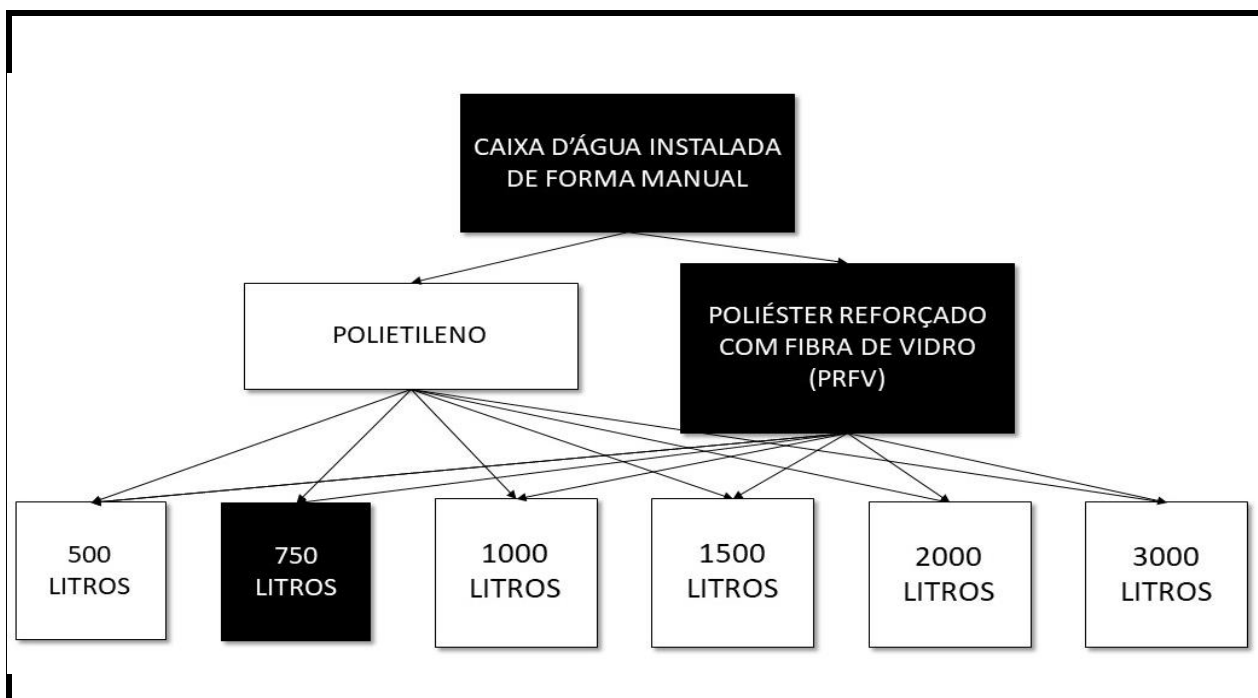 CAIXA D’ÁGUA INSTALADA
DE FORMA MANUAL
POLIETILENO
POLIÉSTER REFORÇADO
COM FIBRA DE VIDRO
(PRFV)
500
LITROS
750
LITROS
1000
LITROS
1500
LITROS
2000
LITROS
3000
LITROS